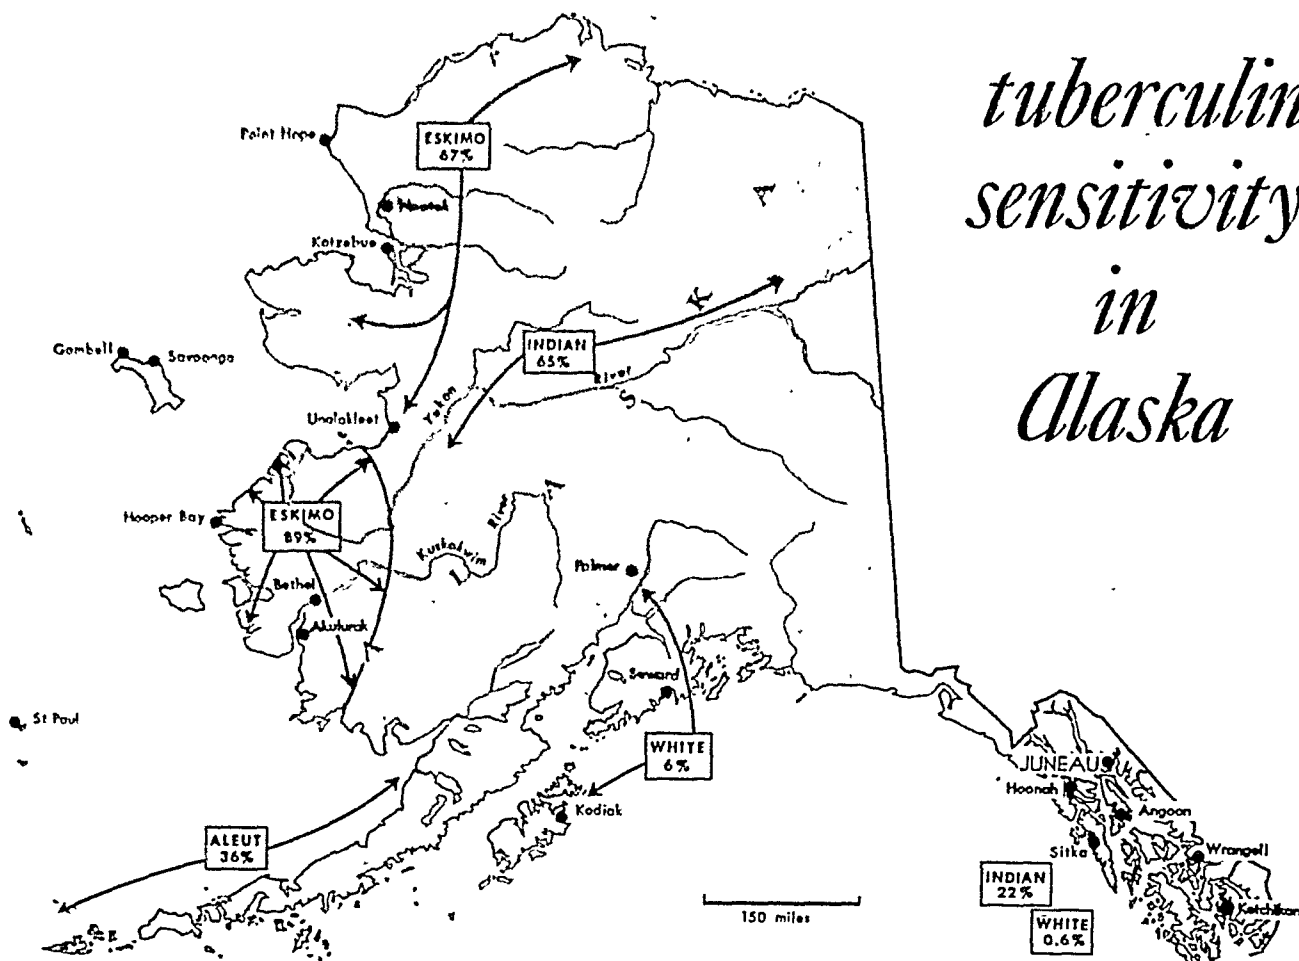 tuberculin
sensitivity
in
Alaska
Point Hope
ESKIMO
67%
Noatak
Kotzebue
K
INDIAN
65%
Gambell
Savoonga
River
Yukon
S
Unalakleet
A
ESKIMO
89%
Hooper Bay
River
Kuskokwim
Palmer
Bethel
L
Akulurak
A
Seward
St Paul
WHITE
6%
JUNEAU
Hoonah
Kodiak
Angoon
ALEUT
36%
Sitka
Wrangell
INDIAN
22%
150 miles
Ketchikan
WHITE
0.6%